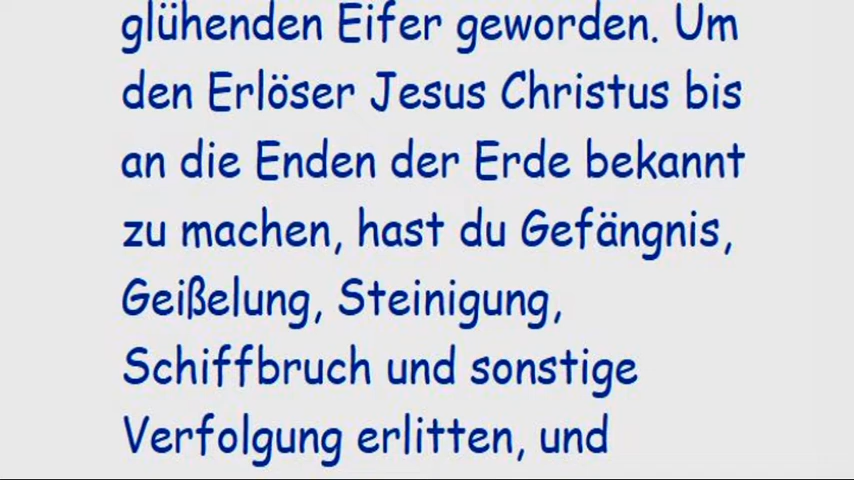 glühenden Eifer geworden. Um
den Erlöser Jesus Christus bis
an die Enden der Erde bekannt
zu machen, hast du Gefängnis,
Geißelung, Steinigung,
Schiffbruch und sonstige
Verfolgung erlitten, und